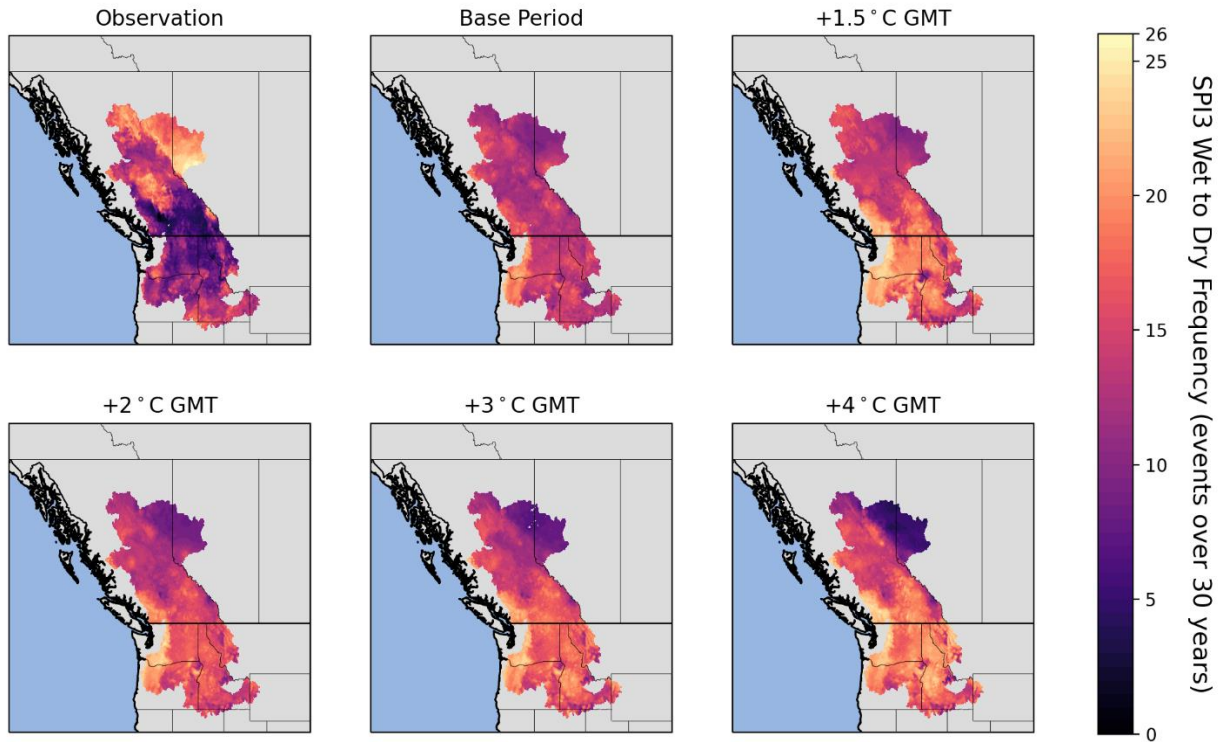 Observation
Base Period
+1.5°C GMT
+2°C GMT
+3°C GMT
+4°C GMT
26
25
20
15
10
5
0
SPI3 Wet to Dry Frequency (events over 30 years)